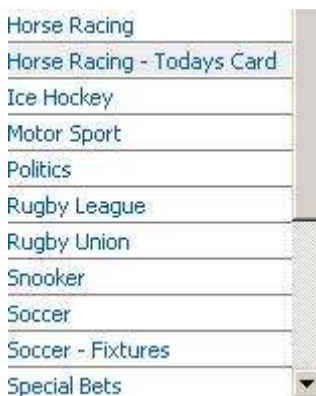 Horse Racing
Horse Racing - Todays Card
Ice Hockey
Motor Sport
Politics
Rugby League
Rugby Union
Snooker
Soccer
Soccer - Fixtures
Special Bets